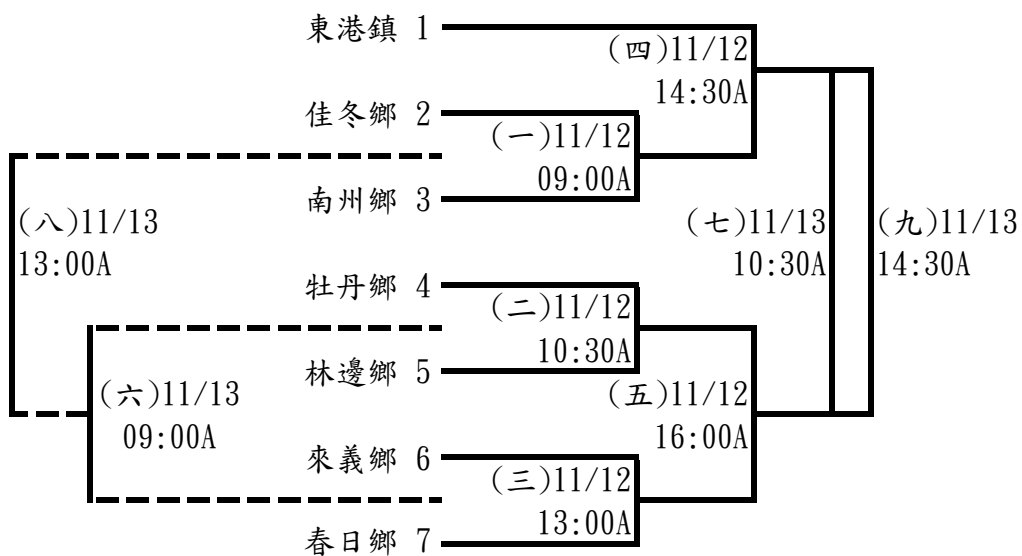 東港鎮 1
(四)11/12
14:30A
佳冬鄉 2
(一)11/12
09:00A
南州鄉 3
(八)11/13
13:00A
(七)11/13
10:30A
(九)11/13
14:30A
牡丹鄉 4
(二)11/12
10:30A
林邊鄉 5
(六)11/13
09:00A
(五)11/12
16:00A
來義鄉 6
(三)11/12
13:00A
春日鄉 7